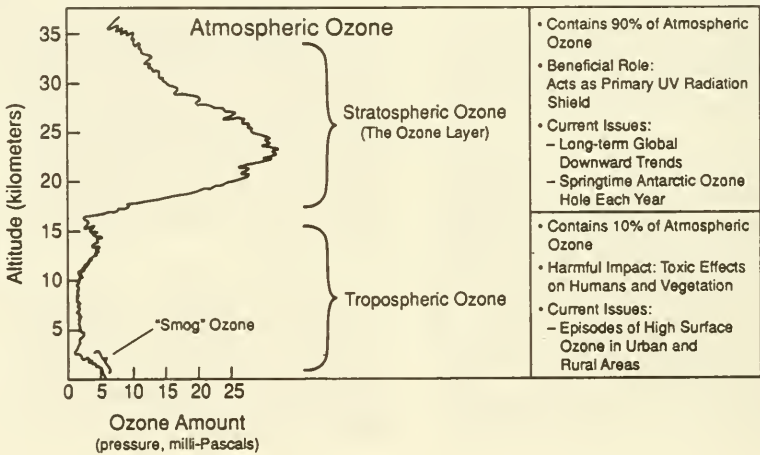 Atmospheric Ozone
Altitude (kilometers)
35
30
25
20
15
10
5
Stratospheric Ozone
(The Ozone Layer)
Tropospheric Ozone
"Smog" Ozone
0 5 10 15 20 25
Ozone Amount
(pressure, milli-Pascals)
• Contains 90% of Atmospheric
Ozone
• Beneficial Role:
Acts as Primary UV Radiation
Shield
• Current Issues:
– Long-term Global
Downward Trends
– Springtime Antarctic Ozone
Hole Each Year
• Contains 10% of Atmospheric
Ozone
• Harmful Impact: Toxic Effects
on Humans and Vegetation
• Current Issues:
– Episodes of High Surface
Ozone in Urban and
Rural Areas